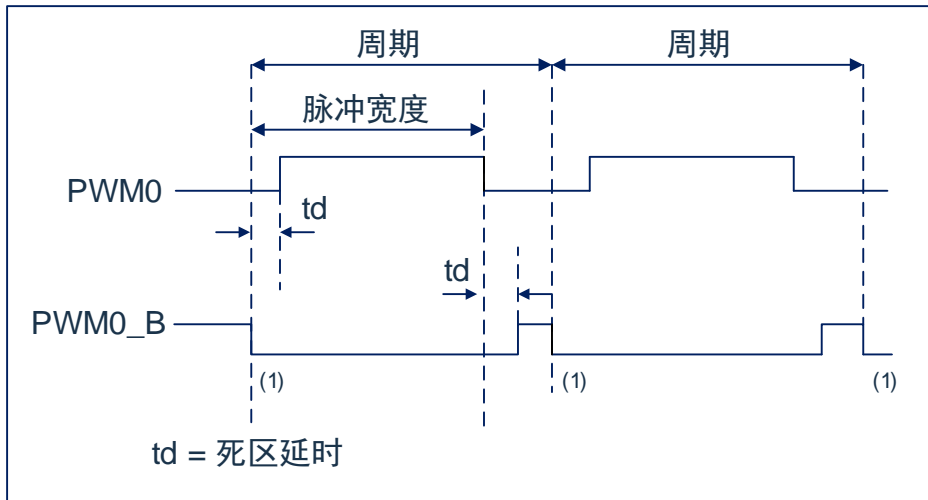 周期 周期
脉冲宽度
PWM0
td
td
PWM0_B
(1) (1) (1)
td = 死区延时